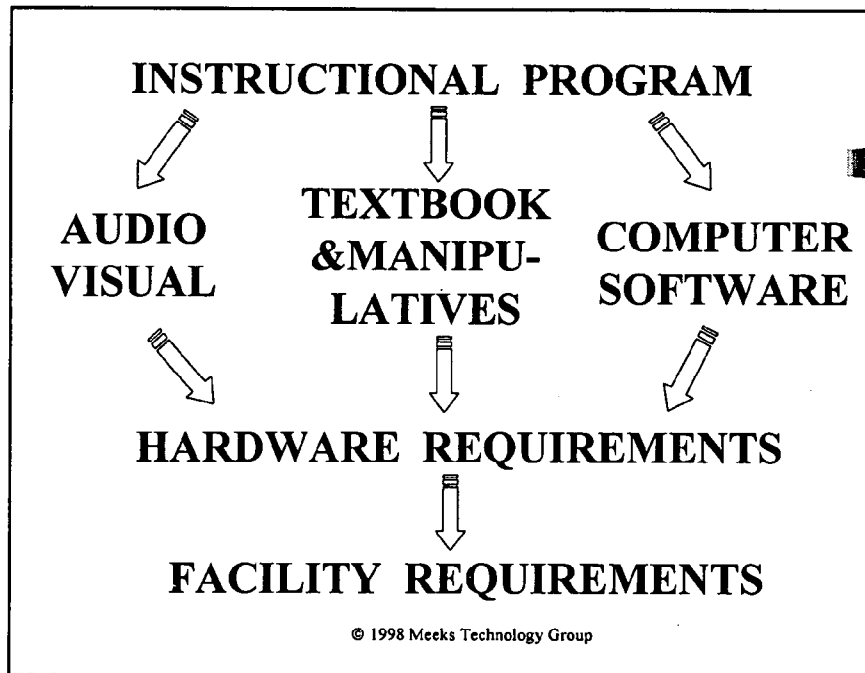 INSTRUCTIONAL PROGRAM
AUDIO
VISUAL
TEXTBOOK
&MANIPU-
LATIVES
COMPUTER
SOFTWARE
HARDWARE REQUIREMENTS
FACILITY REQUIREMENTS
© 1998 Meeks Technology Group